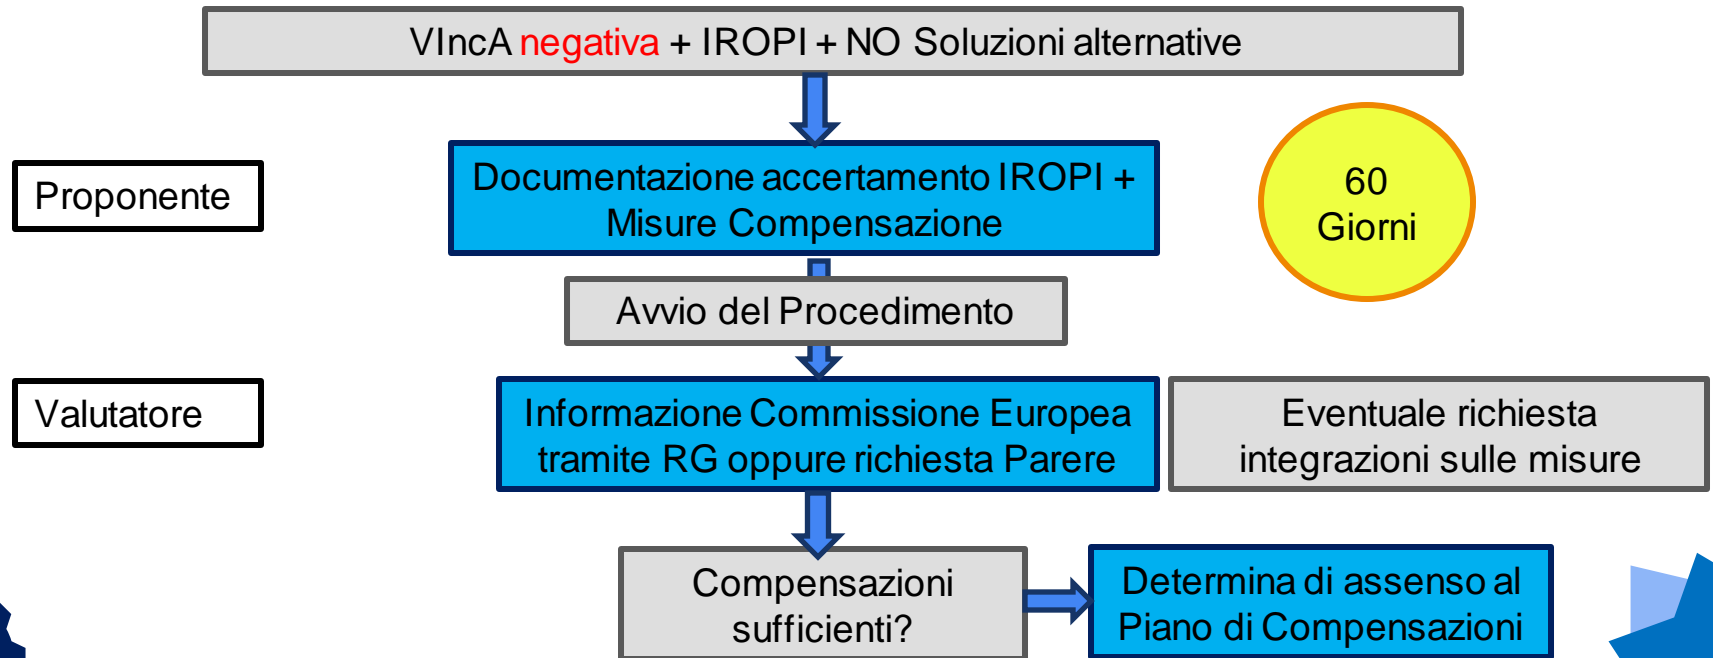 VIncA negativa + IROPI + NO Soluzioni alternative
Proponente
Documentazione accertamento IROPI +
Misure Compensazione
60
Giorni
Avvio del Procedimento
Valutatore
Informazione Commissione Europea
tramite RG oppure richiesta Parere
Eventuale richiesta
integrazioni sulle misure
Compensazioni
sufficienti?
Determina di assenso al
Piano di Compensazioni